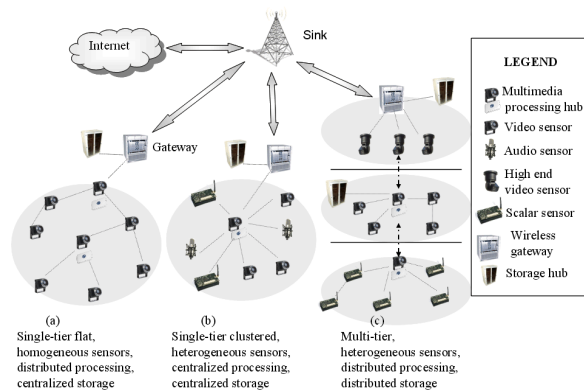 Internet
Sink
Gateway
LEGEND
Multimedia
processing hub
Video sensor
Audio sensor
High end
video sensor
Scalar sensor
Wireless
gateway
Storage hub
(a)
Single-tier flat,
homogeneous sensors,
distributed processing,
centralized storage
(b)
Single-tier clustered,
heterogeneous sensors,
centralized processing,
centralized storage
(c)
Multi-tier,
heterogeneous sensors,
distributed processing,
distributed storage